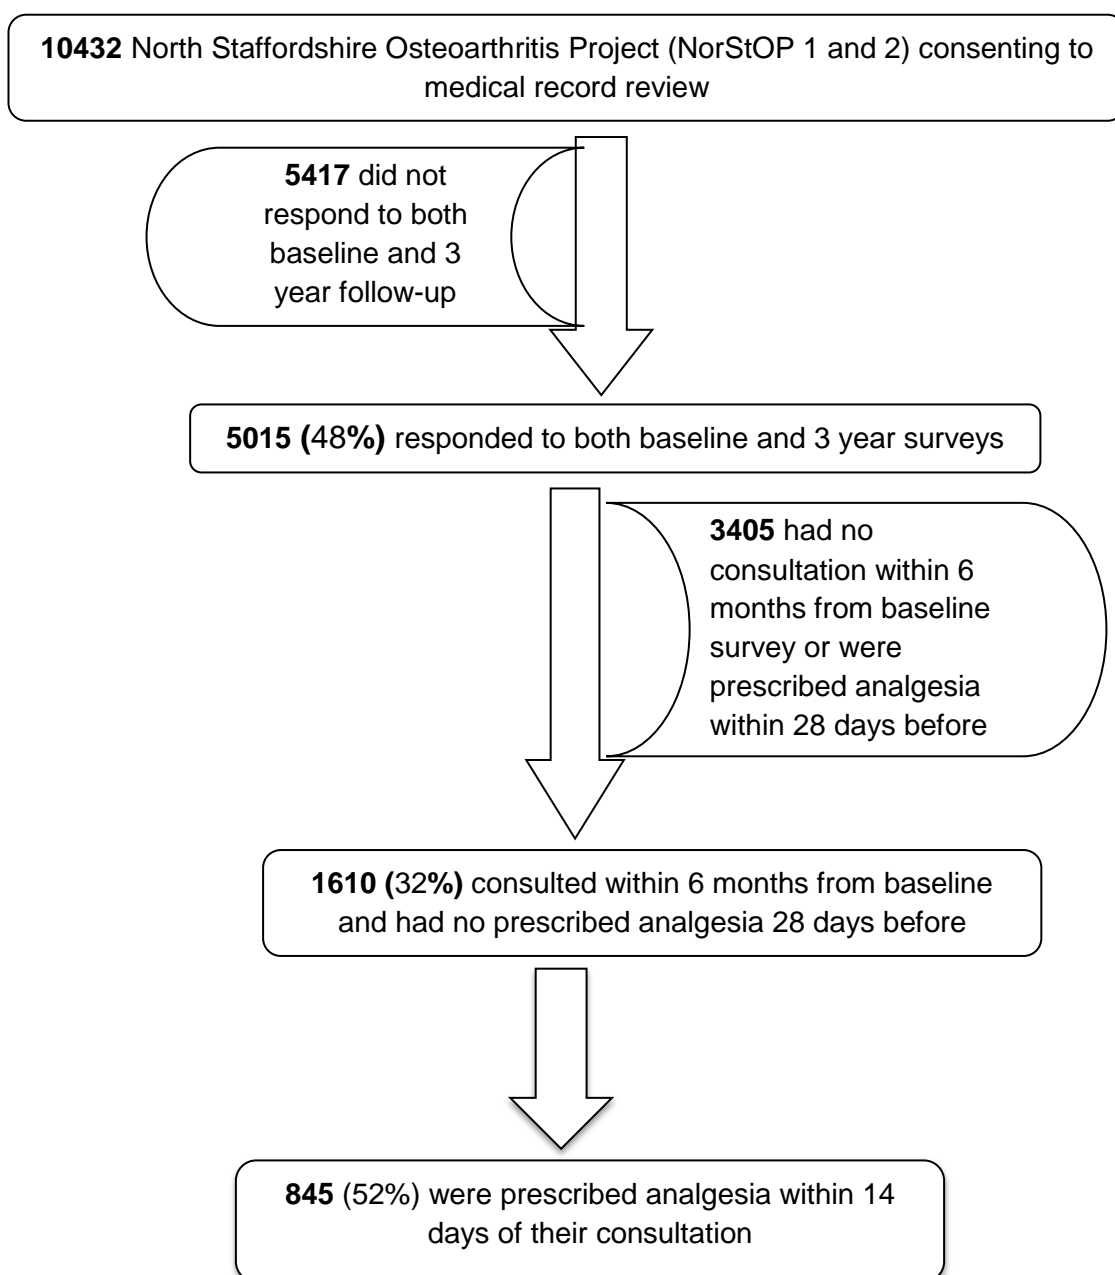 10432 North Staffordshire Osteoarthritis Project (NorStOP 1 and 2) consenting to
medical record review
5417 did not
respond to both
baseline and 3
year follow-up
5015 (48%) responded to both baseline and 3 year surveys
3405 had no
consultation within 6
months from baseline
survey or were
prescribed analgesia
within 28 days before
1610 (32%) consulted within 6 months from baseline
and had no prescribed analgesia 28 days before
845 (52%) were prescribed analgesia within 14
days of their consultation